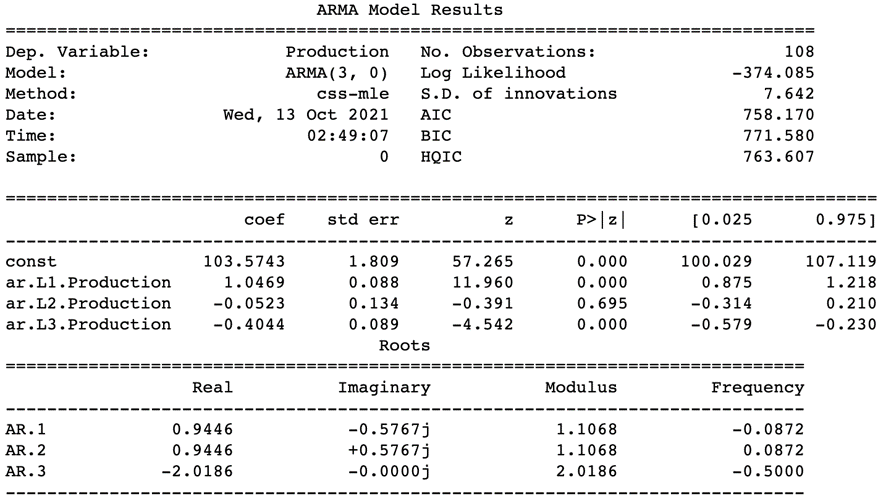 ARMA Model Results
==============================================================================
Dep. Variable: Production No. Observations: 108
Model: ARMA(3, 0) Log Likelihood -374.085
Method: css-mle S.D. of innovations 7.642
Date: Wed, 13 Oct 2021 AIC 758.170
Time: 02:49:07 BIC 771.580
Sample: 0 HQIC 763.607
====================================================================================
coef std err z P>|z| [0.025 0.975]
------------------------------------------------------------------------------------
const 103.5743 1.809 57.265 0.000 100.029 107.119
ar.L1.Production 1.0469 0.088 11.960 0.000 0.875 1.218
ar.L2.Production -0.0523 0.134 -0.391 0.695 -0.314 0.210
ar.L3.Production -0.4044 0.089 -4.542 0.000 -0.579 -0.230
Roots
=============================================================================
Real Imaginary Modulus Frequency
-----------------------------------------------------------------------------
AR.1 0.9446 -0.5767j 1.1068 -0.0872
AR.2 0.9446 +0.5767j 1.1068 0.0872
AR.3 -2.0186 -0.0000j 2.0186 -0.5000
-----------------------------------------------------------------------------